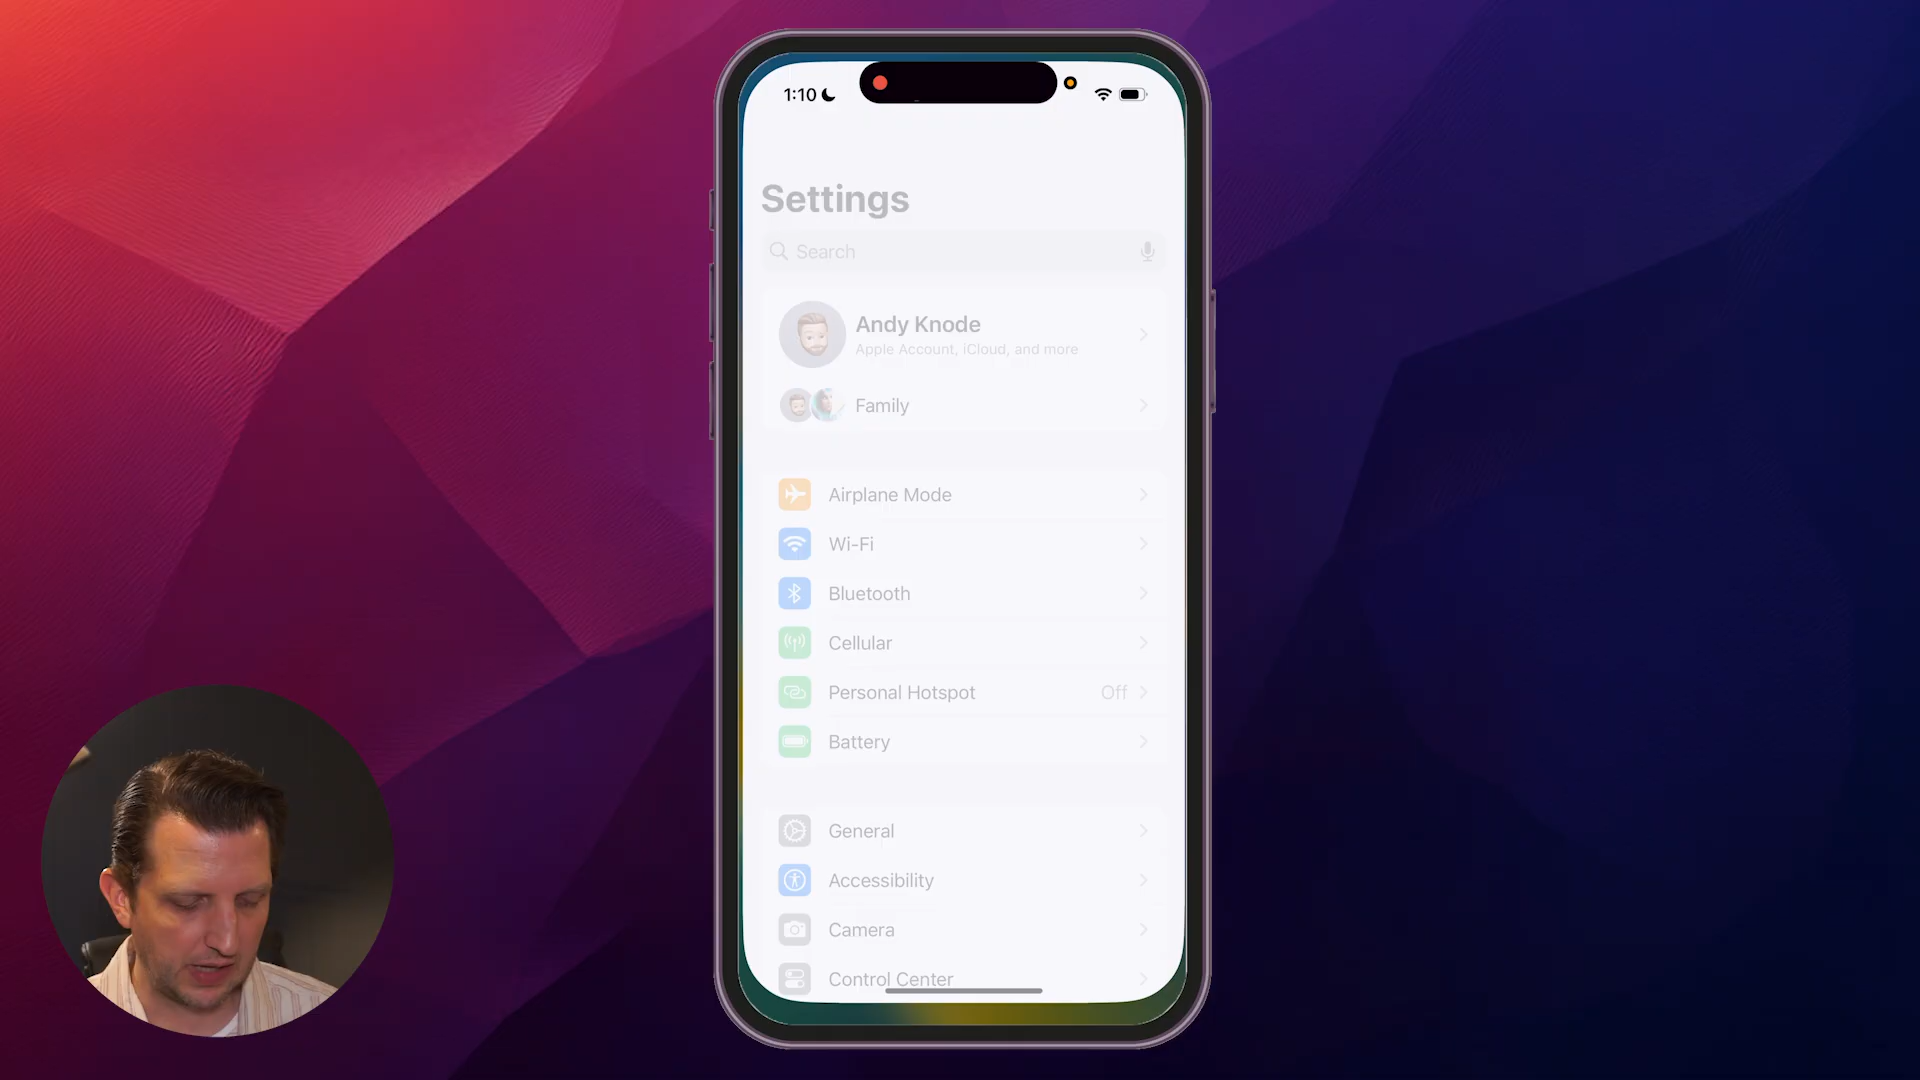 1:10
Settings
Search
Andy Knode
Apple Account, iCloud, and more
Family
Airplane Mode
Wi-Fi
Bluetooth
Cellular
Personal Hotspot Off
Battery
General
Accessibility
Camera
Control Center